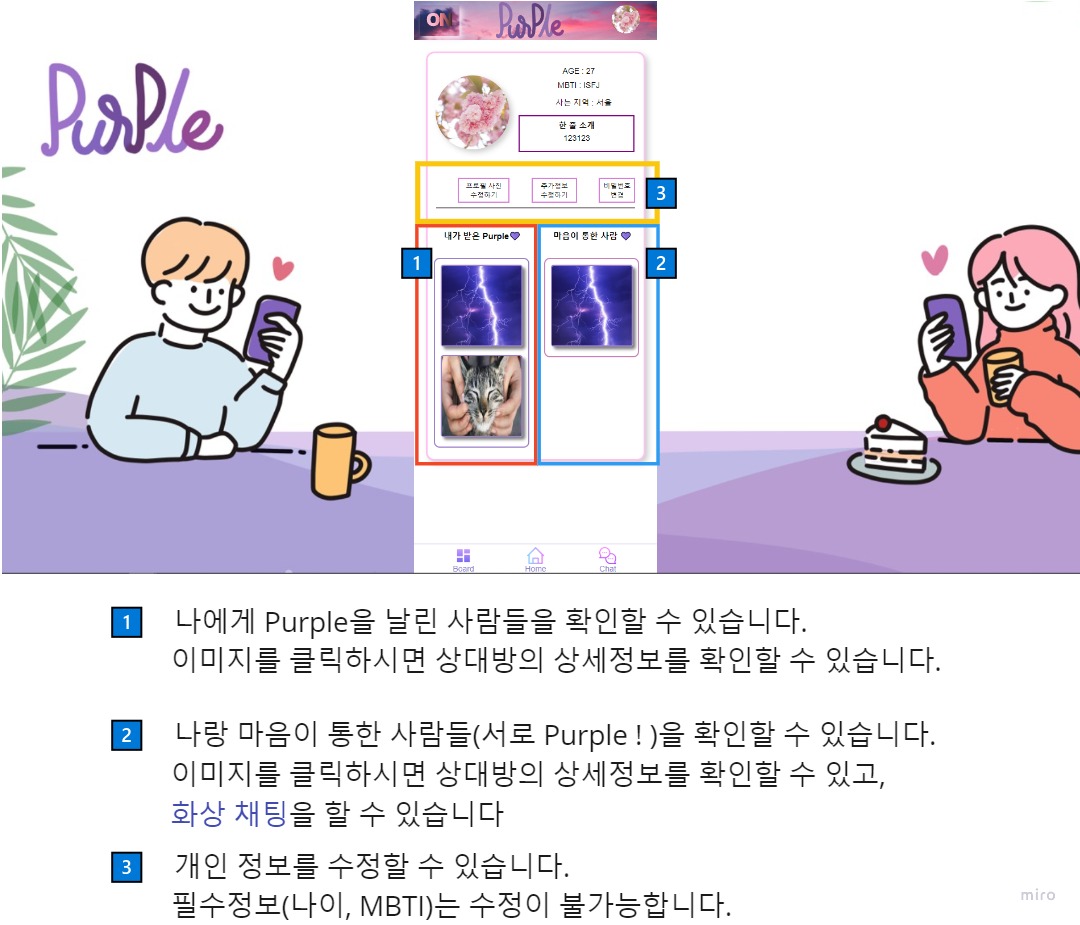 PurPle
ON
PurPle
AGE : 27
MBTI : ISFJ
사는 지역 : 서울
한 줄 소개
123123
프로필 사진
수정하기
추가정보
수정하기
비밀번호
변경
3
내가 받은 Purple💜
마음이 통한 사람 💜
1
2
Board
Home
Chat
1 나에게 Purple을 날린 사람들을 확인할 수 있습니다.
이미지를 클릭하시면 상대방의 상세정보를 확인할 수 있습니다.
2 나랑 마음이 통한 사람들(서로 Purple ! )을 확인할 수 있습니다.
이미지를 클릭하시면 상대방의 상세정보를 확인할 수 있고,
화상 채팅을 할 수 있습니다
3 개인 정보를 수정할 수 있습니다.
필수정보(나이, MBTI)는 수정이 불가능합니다.
miro